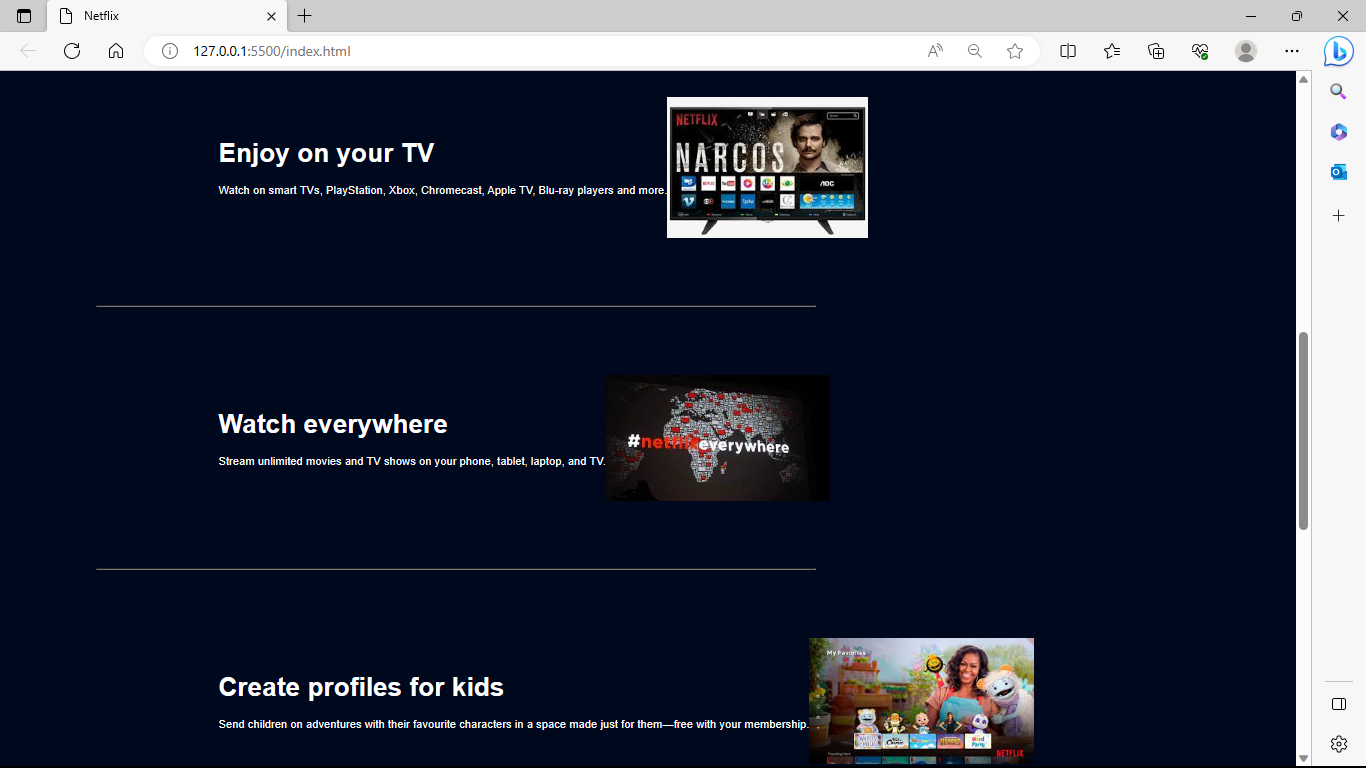 Netflix
127.0.0.1:5500/index.html
Enjoy on your TV
Watch on smart TVs, PlayStation, Xbox, Chromecast, Apple TV, Blu-ray players and more.
NETFLIX
NARCOS
AOC
Watch everywhere
Stream unlimited movies and TV shows on your phone, tablet, laptop, and TV.
#netflixeverywhere
Create profiles for kids
Send children on adventures with their favourite characters in a space made just for them—free with your membership.
My Favorites
Word
Party
NETFLIX